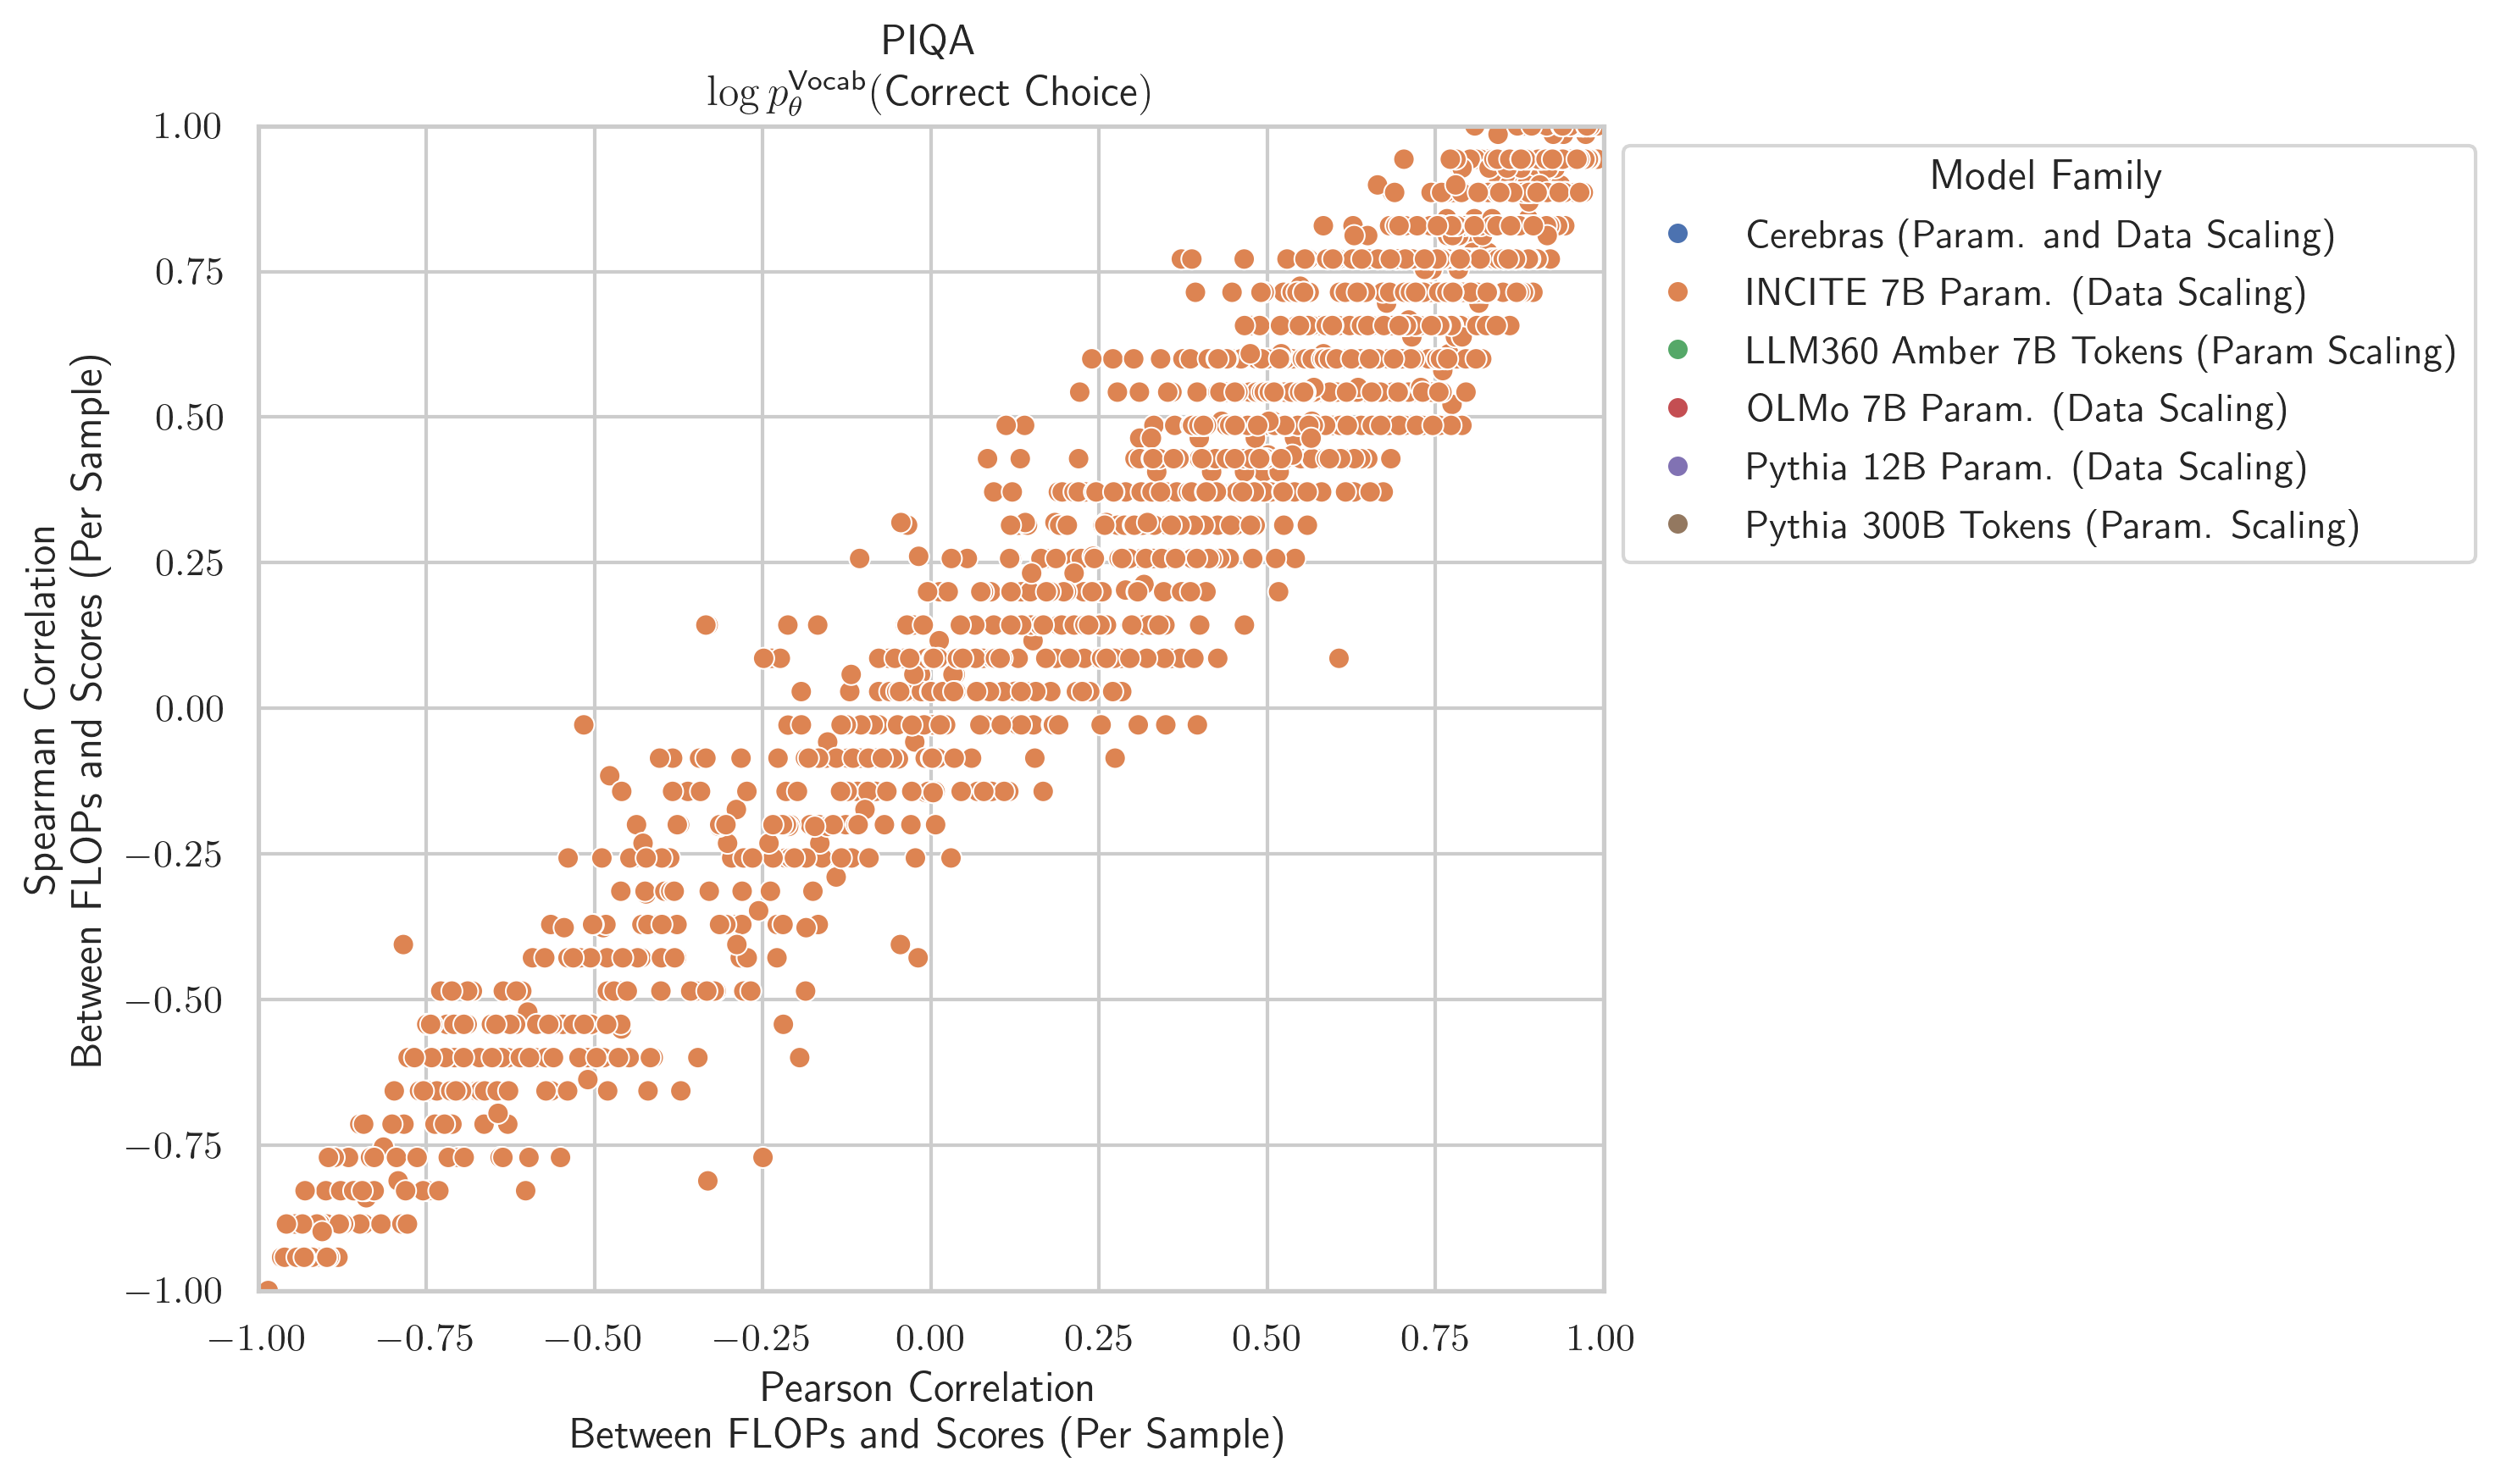 PIQA
log p_θ^Vocab(Correct Choice)
1.00
0.75
0.50
0.25
0.00
−0.25
−0.50
−0.75
−1.00
Spearman Correlation
Between FLOPs and Scores (Per Sample)
−1.00 −0.75 −0.50 −0.25 0.00 0.25 0.50 0.75 1.00
Pearson Correlation
Between FLOPs and Scores (Per Sample)
Model Family
Cerebras (Param. and Data Scaling)
INCITE 7B Param. (Data Scaling)
LLM360 Amber 7B Tokens (Param Scaling)
OLMo 7B Param. (Data Scaling)
Pythia 12B Param. (Data Scaling)
Pythia 300B Tokens (Param. Scaling)